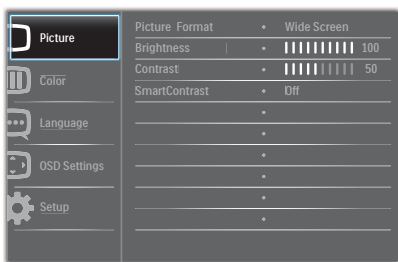 Picture
Color
Language
OSD Settings
Setup
Picture Format • Wide Screen
Brightness • 100
Contrast • 50
SmartContrast • Off
•
•
•
•
•
•